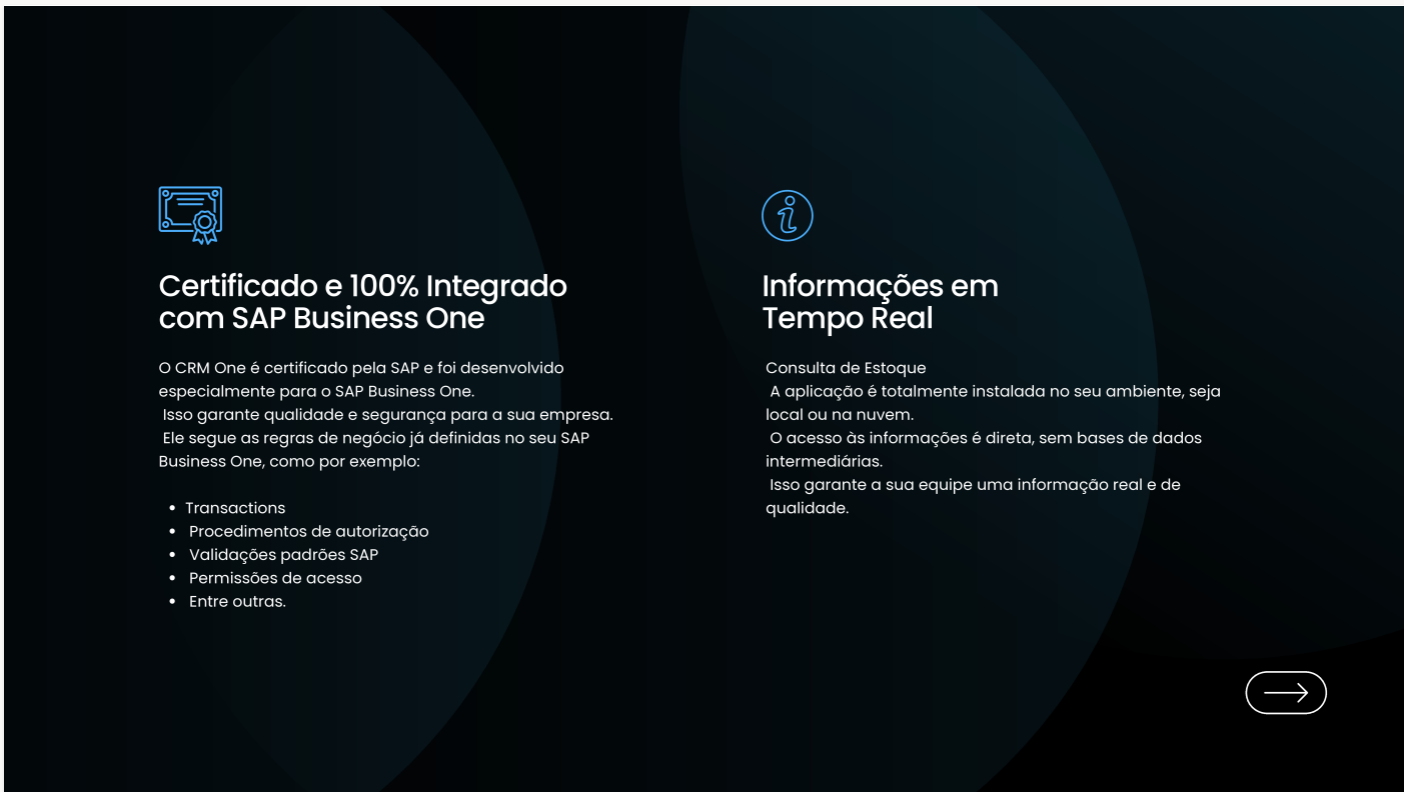 Certificado e 100% Integrado
com SAP Business One
O CRM One é certificado pela SAP e foi desenvolvido
especialmente para o SAP Business One.
Isso garante qualidade e segurança para a sua empresa.
Ele segue as regras de negócio já definidas no seu SAP
Business One, como por exemplo:
• Transactions
• Procedimentos de autorização
• Validações padrões SAP
• Permissões de acesso
• Entre outras.
Informações em
Tempo Real
Consulta de Estoque
A aplicação é totalmente instalada no seu ambiente, seja
local ou na nuvem.
O acesso às informações é direta, sem bases de dados
intermediárias.
Isso garante a sua equipe uma informação real e de
qualidade.